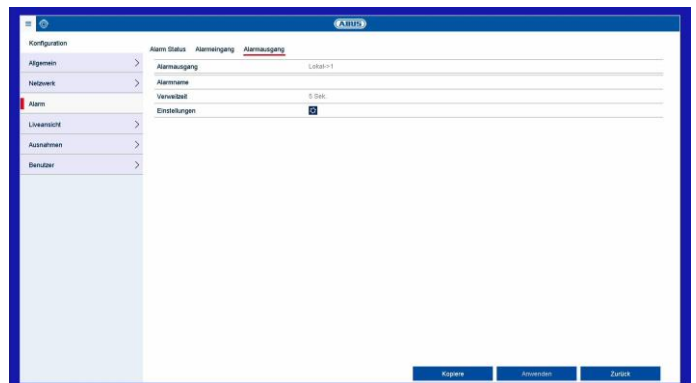 ABUS
Konfiguration
Allgemein
Netzwerk
Alarm
Liveansicht
Ausnahmen
Benutzer
Alarm Status Alarmeingang Alarmausgang
Alarmausgang Lokal->1
Alarmname
Verweilzeit 5 Sek.
Einstellungen
Kopiere Anwenden Zurück